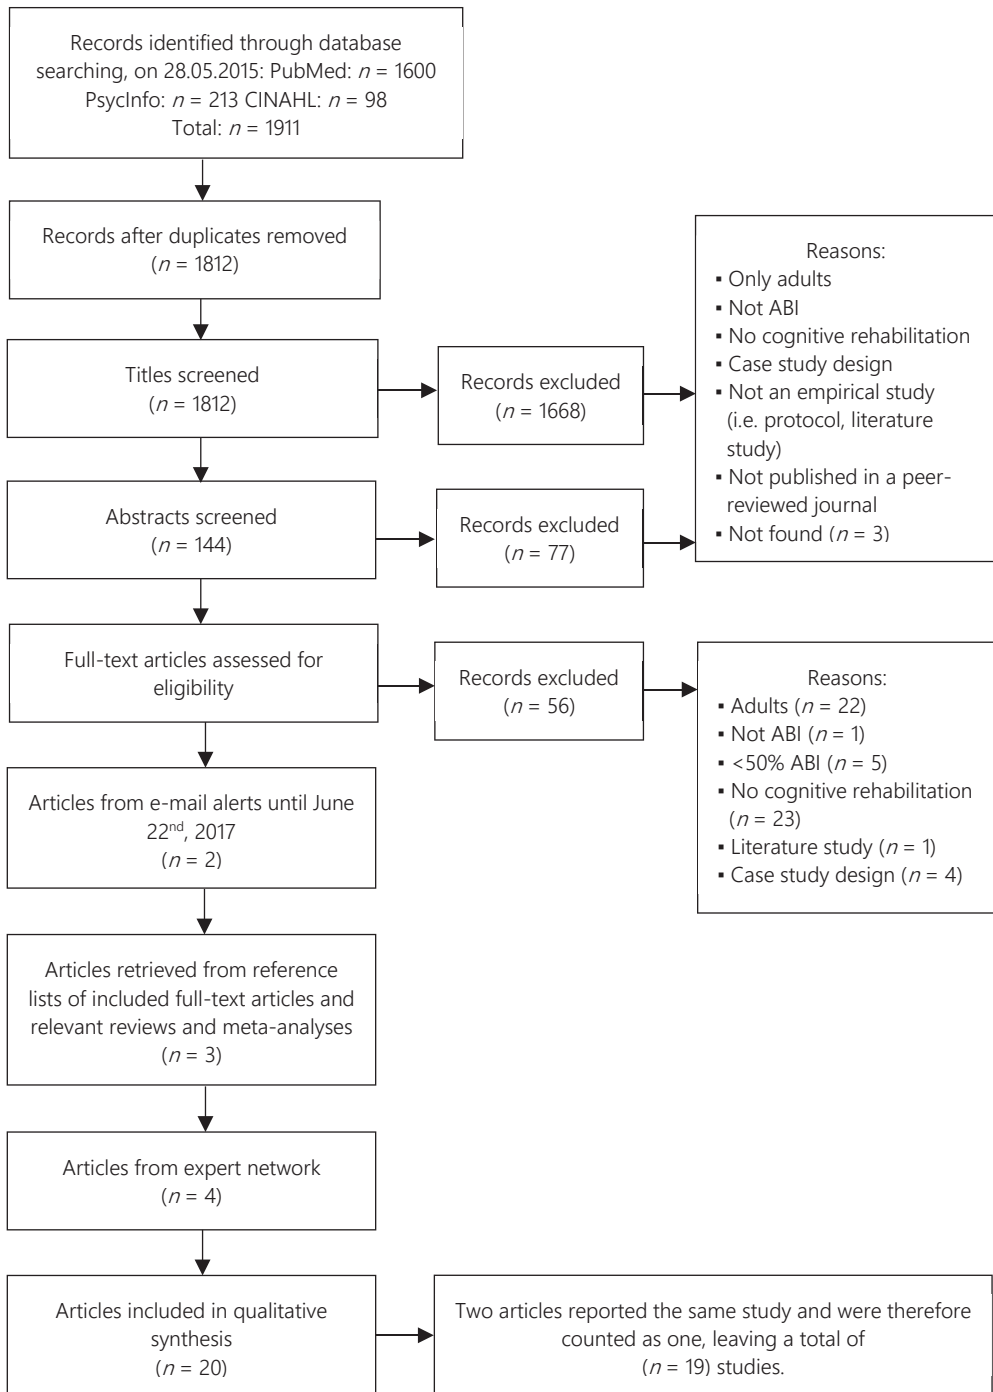 Records identified through database
searching, on 28.05.2015: PubMed: n = 1600
PsycInfo: n = 213 CINAHL: n = 98
Total: n = 1911
Records after duplicates removed
(n = 1812)
Titles screened
(n = 1812)
Records excluded
(n = 1668)
Reasons:
▪ Only adults
▪ Not ABI
▪ No cognitive rehabilitation
▪ Case study design
▪ Not an empirical study
(i.e. protocol, literature
study)
▪ Not published in a peer-
reviewed journal
▪ Not found (n = 3)
Abstracts screened
(n = 144)
Records excluded
(n = 77)
Full-text articles assessed for
eligibility
Records excluded
(n = 56)
Reasons:
▪ Adults (n = 22)
▪ Not ABI (n = 1)
▪ <50% ABI (n = 5)
▪ No cognitive rehabilitation
(n = 23)
▪ Literature study (n = 1)
▪ Case study design (n = 4)
Articles from e-mail alerts until June
22nd, 2017
(n = 2)
Articles retrieved from reference
lists of included full-text articles and
relevant reviews and meta-analyses
(n = 3)
Articles from expert network
(n = 4)
Articles included in qualitative
synthesis
(n = 20)
Two articles reported the same study and were therefore
counted as one, leaving a total of
(n = 19) studies.